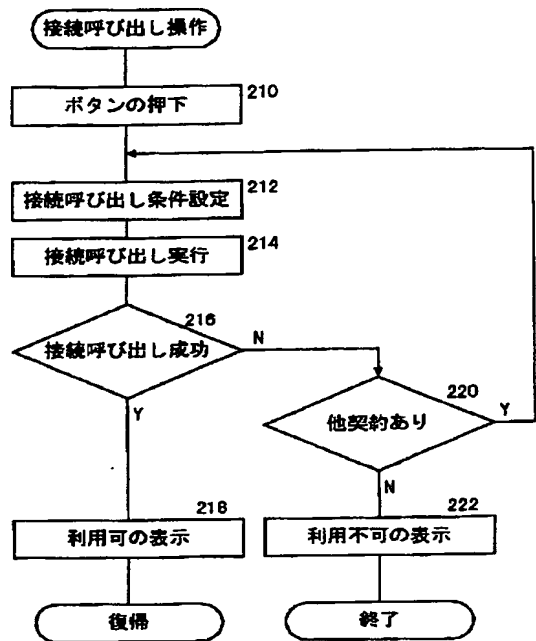 接続呼び出し操作
210
ボタンの押下
212
接続呼び出し条件設定
214
接続呼び出し実行
216
接続呼び出し成功
N
Y
220
他契約あり
Y
N
218
利用可の表示
222
利用不可の表示
復帰
終了